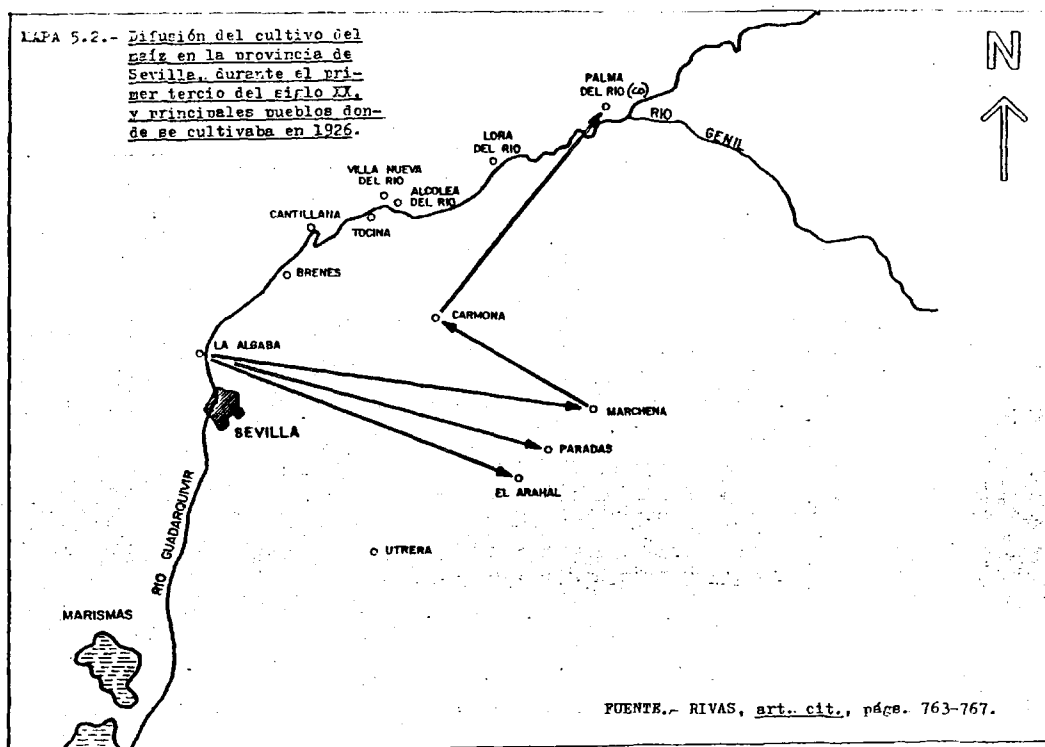 MAPA 5.2.- Difusión del cultivo del
maíz en la provincia de
Sevilla, durante el pri-
mer tercio del siglo XX,
y principales pueblos don-
de se cultivaba en 1926.
N
PALMA
DEL RIO (CO)
RIO
GENIL
LORA
DEL RIO
VILLA NUEVA
DEL RIO
ALCOLEA
DEL RIO
CANTILLANA
TOCINA
BRENES
CARMONA
LA ALGABA
MARCHENA
SEVILLA
PARADAS
EL ARAHAL
RIO GUADARQUIVIR
UTRERA
MARISMAS
FUENTE.- RIVAS, art. cit., págs. 763-767.